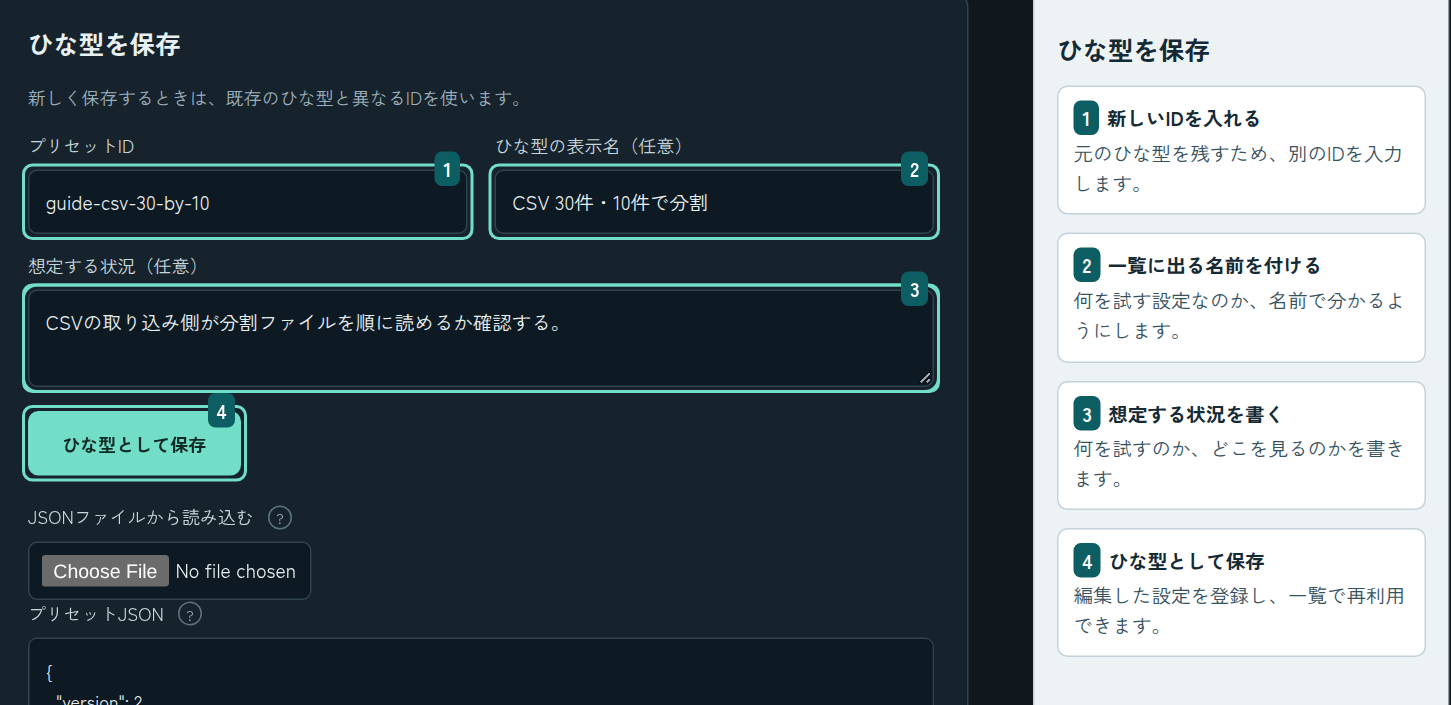 ひな型を保存
新しく保存するときは、既存のひな型と異なるIDを使います。
プリセットID
1
guide-csv-30-by-10
ひな型の表示名（任意）
2
CSV 30件・10件で分割
想定する状況（任意）
3
CSVの取り込み側が分割ファイルを順に読めるか確認する。
4
ひな型として保存
JSONファイルから読み込む ?
Choose File No file chosen
プリセットJSON ?
{
"version": 2
ひな型を保存
1 新しいIDを入れる
元のひな型を残すため、別のIDを入力
します。
2 一覧に出る名前を付ける
何を試す設定なのか、名前で分かるよ
うにします。
3 想定する状況を書く
何を試すのか、どこを見るのかを書き
ます。
4 ひな型として保存
編集した設定を登録し、一覧で再利用
できます。